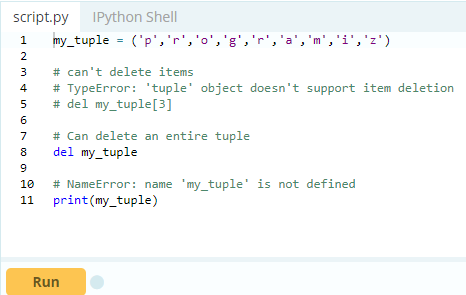 script.py IPython Shell
1 my_tuple = ('p','r','o','g','r','a','m','i','z')
2
3 # can't delete items
4 # TypeError: 'tuple' object doesn't support item deletion
5 # del my_tuple[3]
6
7 # Can delete an entire tuple
8 del my_tuple
9
10 # NameError: name 'my_tuple' is not defined
11 print(my_tuple)
Run